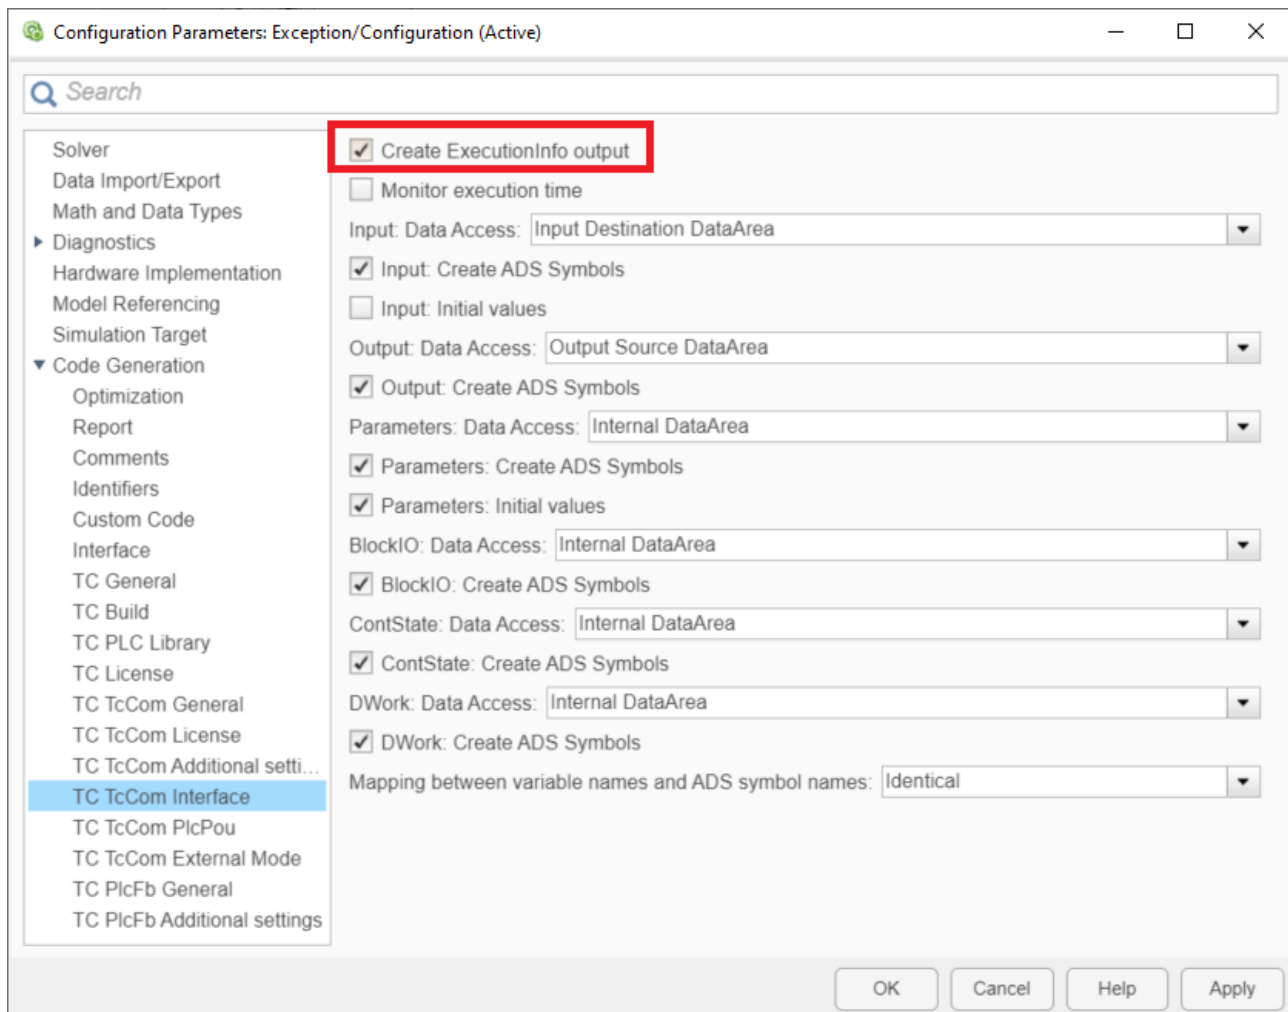 Configuration Parameters: Exception/Configuration (Active)
Search
Solver
Data Import/Export
Math and Data Types
Diagnostics
Hardware Implementation
Model Referencing
Simulation Target
Code Generation
Optimization
Report
Comments
Identifiers
Custom Code
Interface
TC General
TC Build
TC PLC Library
TC License
TC TcCom General
TC TcCom License
TC TcCom Additional setti...
TC TcCom Interface
TC TcCom PlcPou
TC TcCom External Mode
TC PlcFb General
TC PlcFb Additional settings
Create ExecutionInfo output
Monitor execution time
Input: Data Access: Input Destination DataArea
Input: Create ADS Symbols
Input: Initial values
Output: Data Access: Output Source DataArea
Output: Create ADS Symbols
Parameters: Data Access: Internal DataArea
Parameters: Create ADS Symbols
Parameters: Initial values
BlockIO: Data Access: Internal DataArea
BlockIO: Create ADS Symbols
ContState: Data Access: Internal DataArea
ContState: Create ADS Symbols
DWork: Data Access: Internal DataArea
DWork: Create ADS Symbols
Mapping between variable names and ADS symbol names: Identical
OK Cancel Help Apply